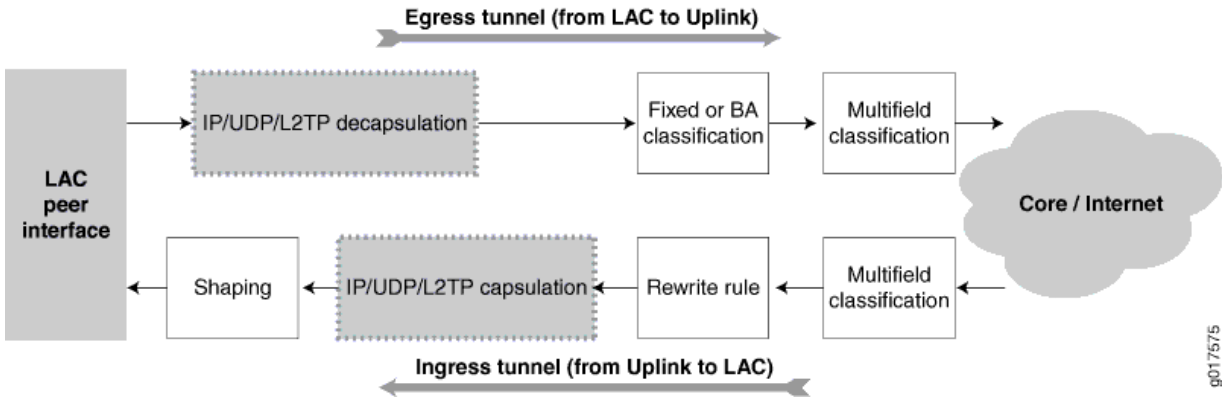 Egress tunnel (from LAC to Uplink)
LAC
peer
interface
IP/UDP/L2TP decapsulation
Fixed or BA
classification
Multifield
classification
Core / Internet
Shaping
IP/UDP/L2TP capsulation
Rewrite rule
Multifield
classification
Ingress tunnel (from Uplink to LAC)
g017575